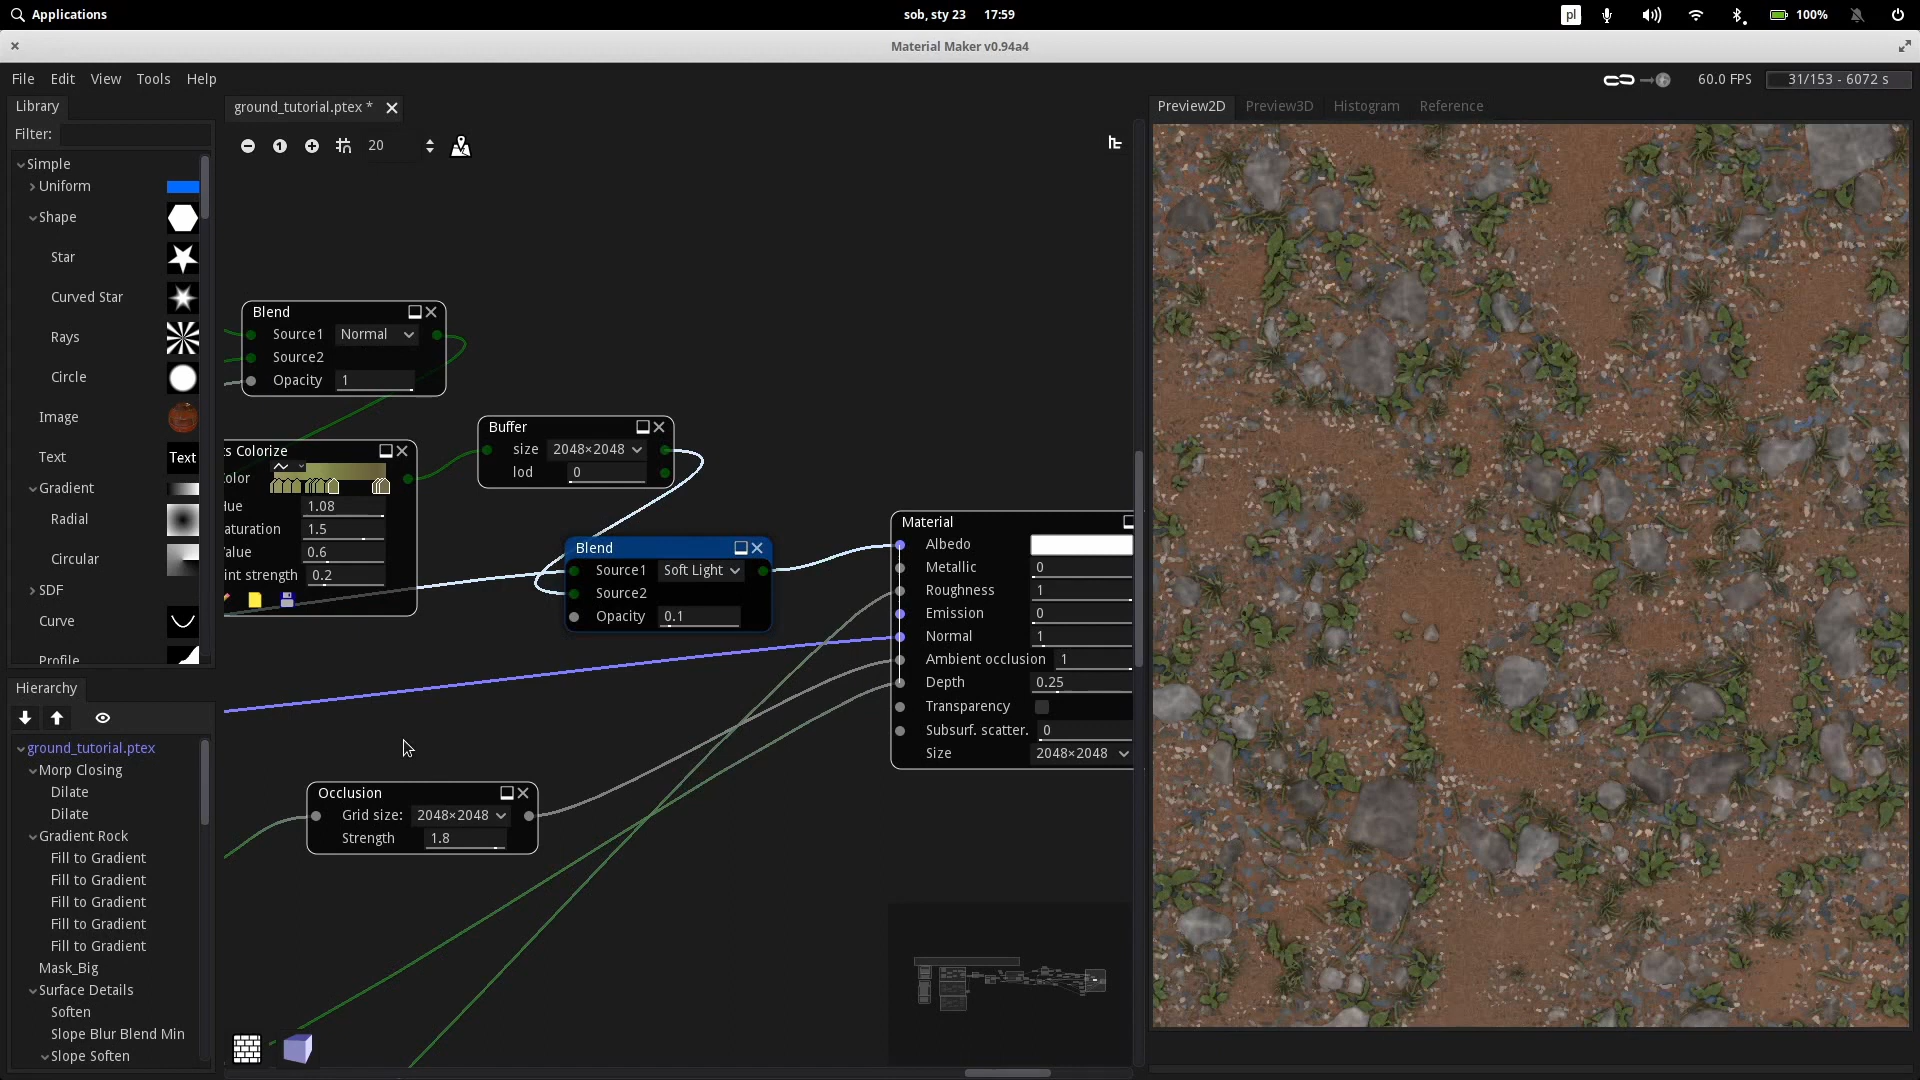 Applications
sob, sty 23 17:59
pl
100%
Material Maker v0.94a4
File Edit View Tools Help
60.0 FPS
31/153 - 6072 s
Library
Filter:
Simple
Uniform
Shape
Star
Curved Star
Rays
Circle
Image
Text
Text
Gradient
Radial
Circular
SDF
Curve
Profile
Hierarchy
ground_tutorial.ptex
Morp Closing
Dilate
Dilate
Gradient Rock
Fill to Gradient
Fill to Gradient
Fill to Gradient
Fill to Gradient
Fill to Gradient
Mask_Big
Surface Details
Soften
Slope Blur Blend Min
Slope Soften
ground_tutorial.ptex *
1
20
Blend
Source1 Normal
Source2
Opacity 1
ts Colorize
olor
lue 1.08
aturation 1.5
alue 0.6
int strength 0.2
Buffer
size 2048×2048
lod 0
Blend
Source1 Soft Light
Source2
Opacity 0.1
Occlusion
Grid size: 2048×2048
Strength 1.8
Material
Albedo
Metallic 0
Roughness 1
Emission 0
Normal 1
Ambient occlusion 1
Depth 0.25
Transparency
Subsurf. scatter. 0
Size 2048×2048
Preview2D Preview3D Histogram Reference